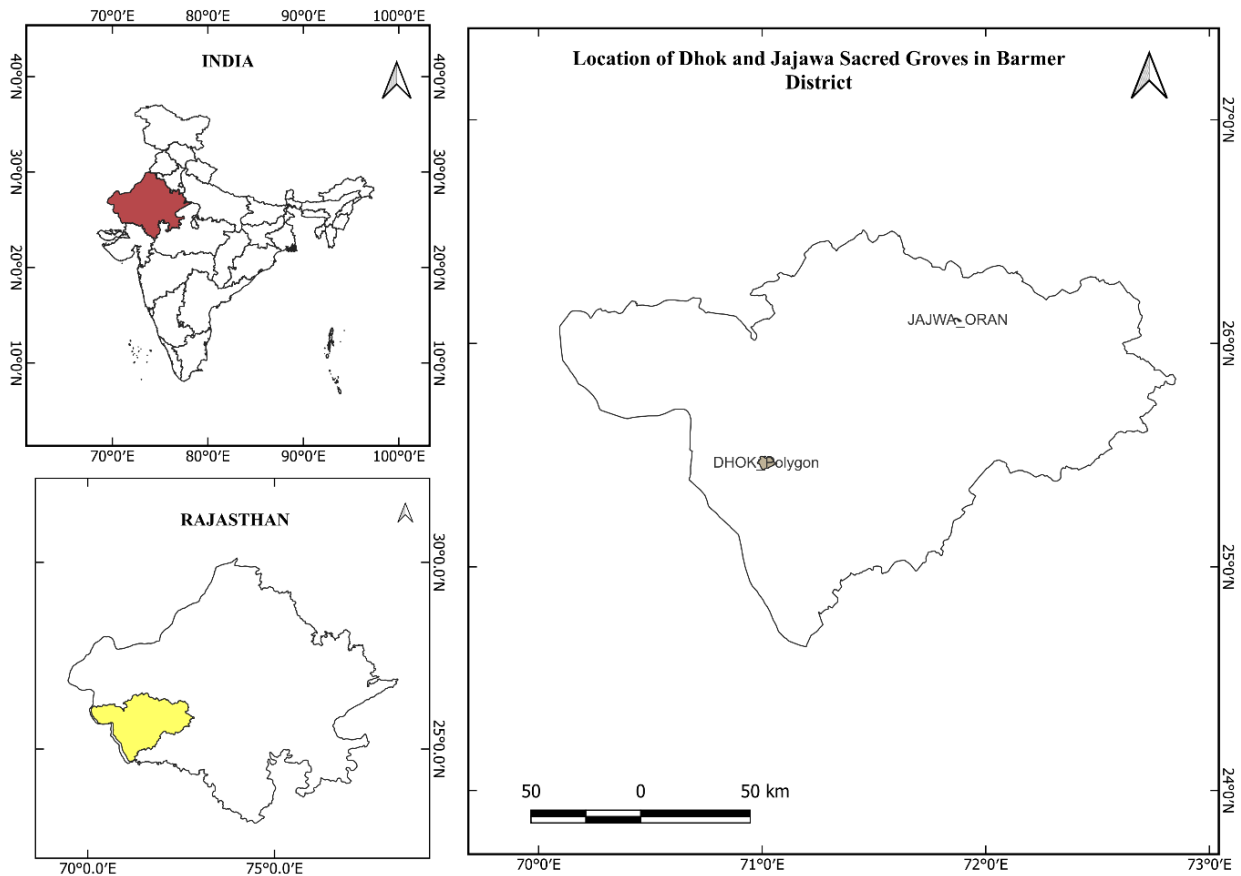 70°0'E 80°0'E 90°0'E 100°0'E
INDIA
40°0'N 40°0'N
30°0'N 30°0'N
20°0'N 20°0'N
10°0'N 10°0'N
70°0'E 80°0'E 90°0'E 100°0'E
RAJASTHAN
30°0.0'N
25°0.0'N
70°0.0'E 75°0.0'E
Location of Dhok and Jajawa Sacred Groves in Barmer
District
27°0'N
JAJWA_ORAN
26°0'N
DHOK_Polygon
25°0'N
50 0 50 km
24°0'N
70°0'E 71°0'E 72°0'E 73°0'E